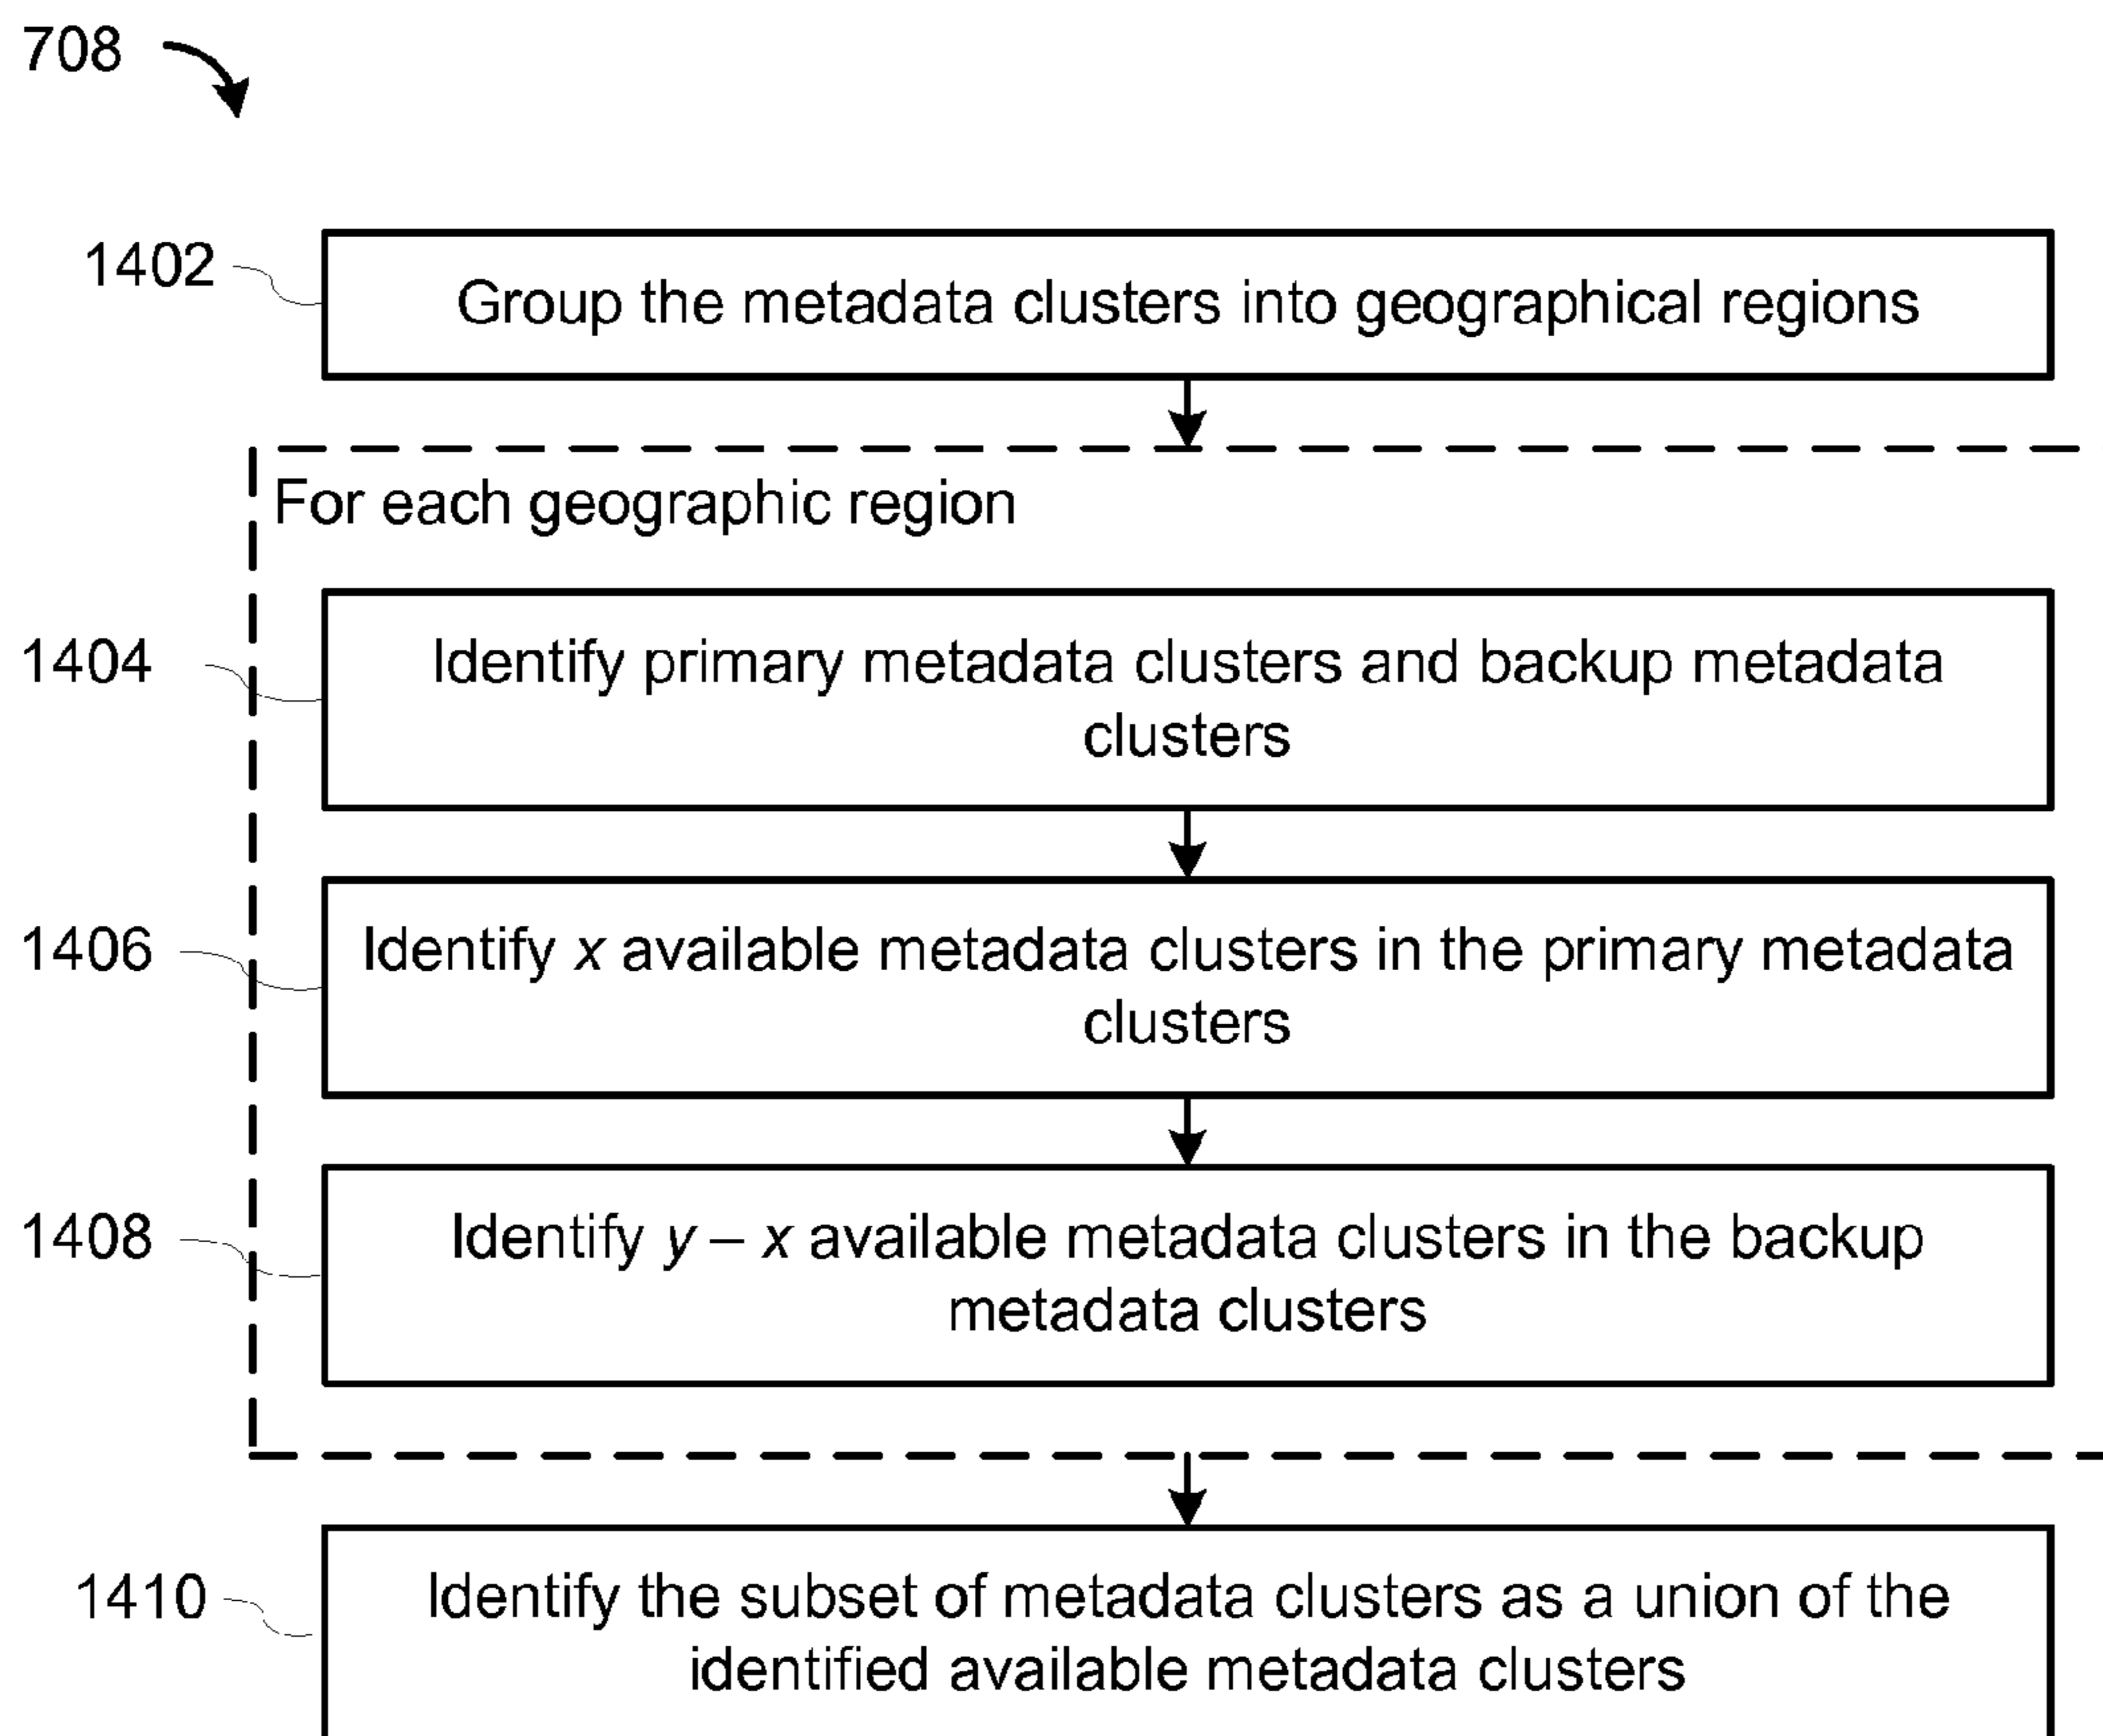 708
1402
Group the metadata clusters into geographical regions
For each geographic region
1404
Identify primary metadata clusters and backup metadata
clusters
1406
Identify x available metadata clusters in the primary metadata
clusters
1408
Identify y – x available metadata clusters in the backup
metadata clusters
1410
Identify the subset of metadata clusters as a union of the
identified available metadata clusters